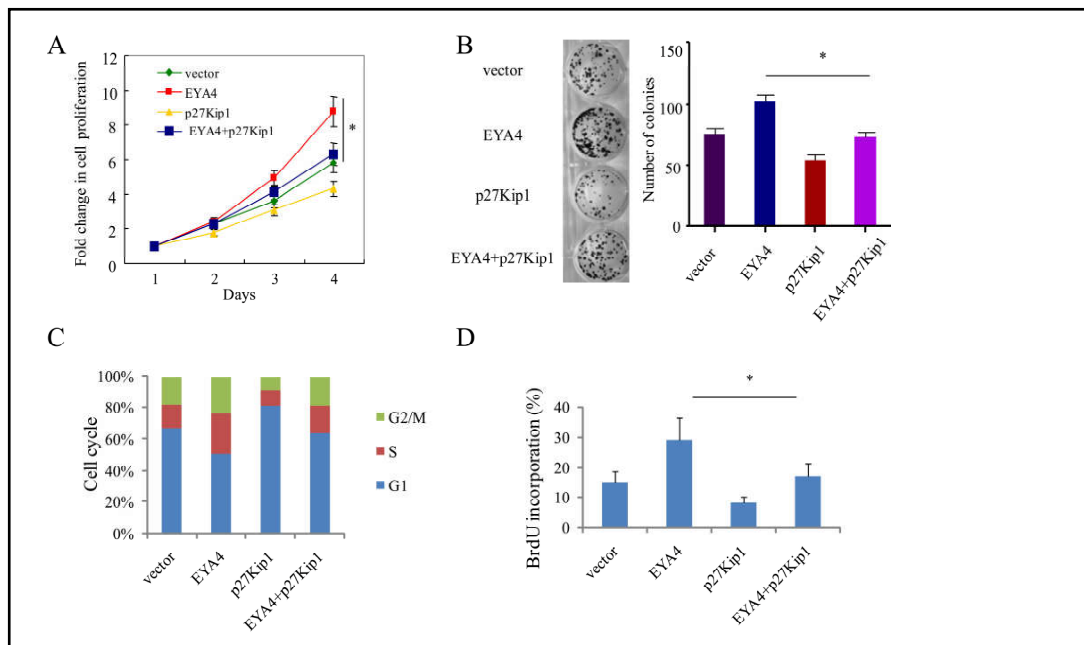 A
Fold change in cell proliferation
12
10
8
6
4
2
0
vector
EYA4
p27Kip1
EYA4+p27Kip1
*
1 2 3 4
Days
B
vector
EYA4
p27Kip1
EYA4+p27Kip1
Number of colonies
150
100
50
0
*
vector
EYA4
p27Kip1
EYA4+p27Kip1
C
Cell cycle
100%
80%
60%
40%
20%
0%
G2/M
S
G1
vector
EYA4
p27Kip1
EYA4+p27Kip1
D
BrdU incorporation (%)
40
30
20
10
0
*
vector
EYA4
p27Kip1
EYA4+p27Kip1